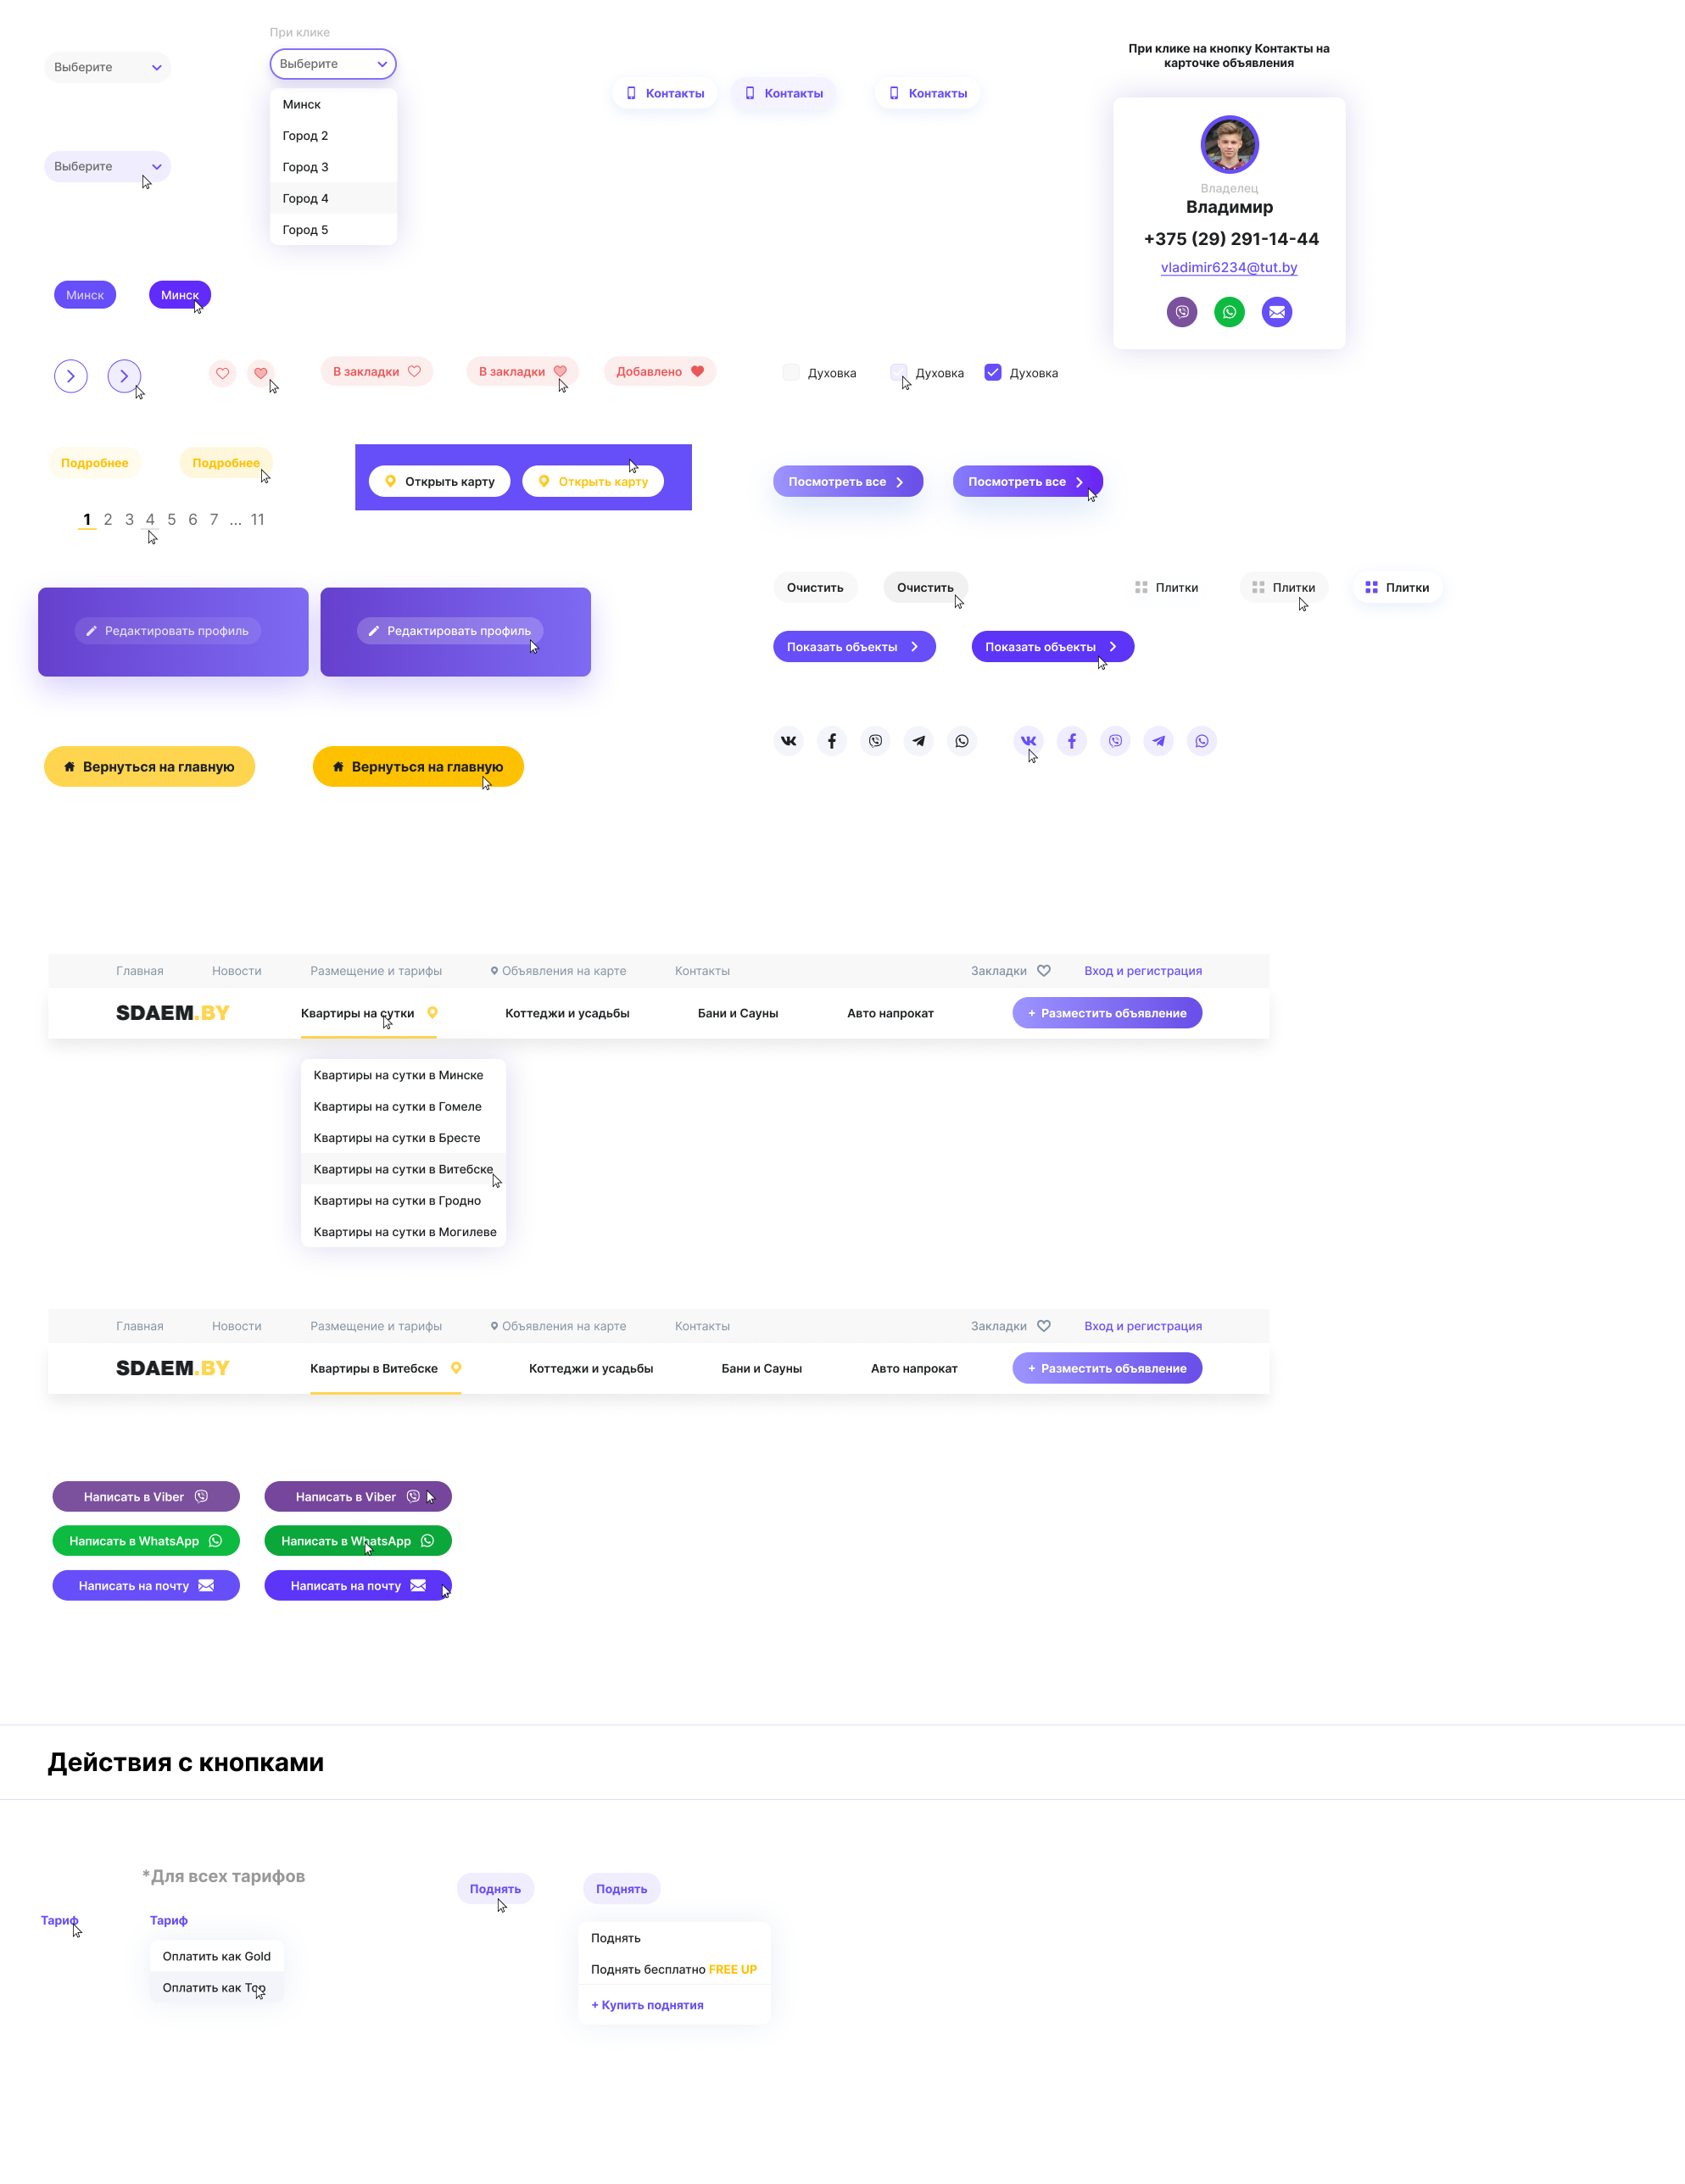 При клике
Выберите
Выберите
Минск
Город 2
Город 3
Город 4
Город 5
Выберите
Контакты
Контакты
Контакты
При клике на кнопку Контакты на
карточке объявления
Владелец
Владимир
+375 (29) 291-14-44
vladimir6234@tut.by
Минск
Минск
В закладки
В закладки
Добавлено
Духовка
Духовка
Духовка
Подробнее
Подробнее
Открыть карту
Открыть карту
Посмотреть все
Посмотреть все
1 2 3 4 5 6 7 ... 11
Очистить
Очистить
Плитки
Плитки
Плитки
Редактировать профиль
Редактировать профиль
Показать объекты
Показать объекты
Вернуться на главную
Вернуться на главную
Главная
Новости
Размещение и тарифы
Объявления на карте
Контакты
Закладки
Вход и регистрация
SDAEM.BY
Квартиры на сутки
Коттеджи и усадьбы
Бани и Сауны
Авто напрокат
+ Разместить объявление
Квартиры на сутки в Минске
Квартиры на сутки в Гомеле
Квартиры на сутки в Бресте
Квартиры на сутки в Витебске
Квартиры на сутки в Гродно
Квартиры на сутки в Могилеве
Главная
Новости
Размещение и тарифы
Объявления на карте
Контакты
Закладки
Вход и регистрация
SDAEM.BY
Квартиры в Витебске
Коттеджи и усадьбы
Бани и Сауны
Авто напрокат
+ Разместить объявление
Написать в Viber
Написать в Viber
Написать в WhatsApp
Написать в WhatsApp
Написать на почту
Написать на почту
Действия с кнопками
*Для всех тарифов
Поднять
Поднять
Тариф
Тариф
Оплатить как Gold
Оплатить как Top
Поднять
Поднять бесплатно FREE UP
+ Купить поднятия